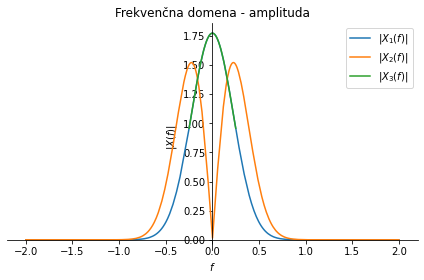 Frekvenčna domena - amplituda
|X₁(f)|
|X₂(f)|
|X₃(f)|
|X(f)|
1.75
1.50
1.25
1.00
0.75
0.50
0.25
0.00
−2.0 −1.5 −1.0 −0.5 0.0 0.5 1.0 1.5 2.0
f